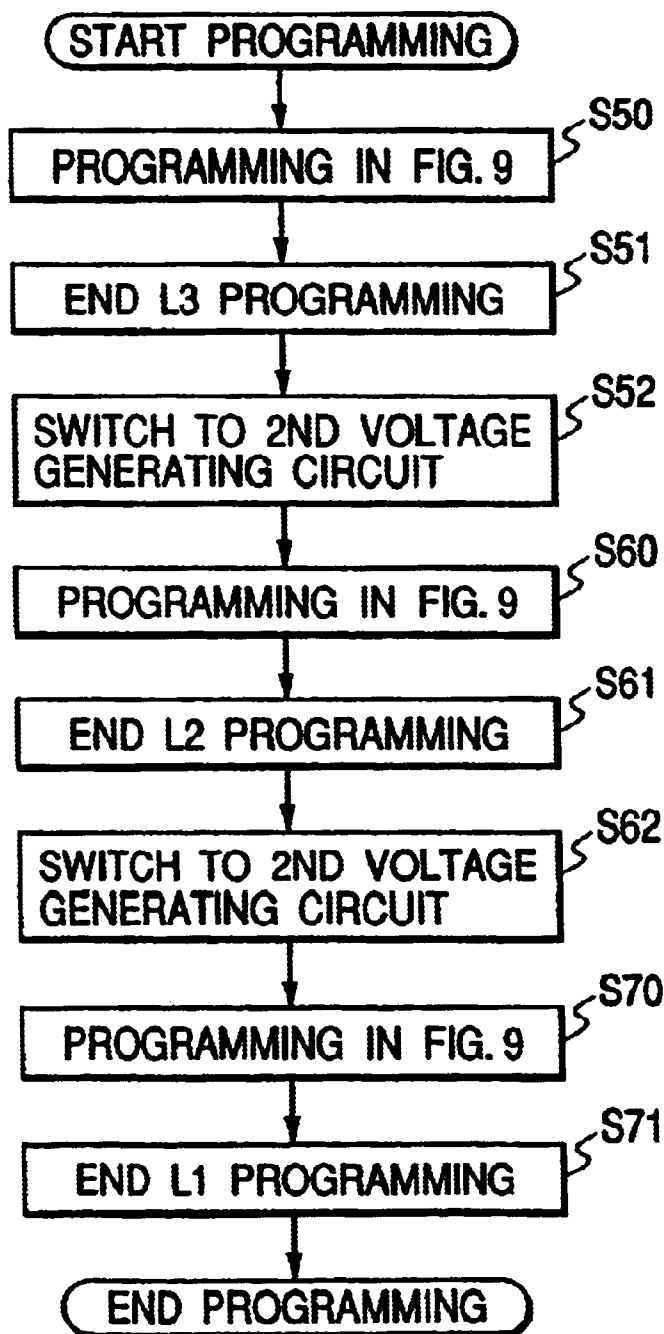 START PROGRAMMING
S50
PROGRAMMING IN FIG. 9
S51
END L3 PROGRAMMING
S52
SWITCH TO 2ND VOLTAGE
GENERATING CIRCUIT
S60
PROGRAMMING IN FIG. 9
S61
END L2 PROGRAMMING
S62
SWITCH TO 2ND VOLTAGE
GENERATING CIRCUIT
S70
PROGRAMMING IN FIG. 9
S71
END L1 PROGRAMMING
END PROGRAMMING